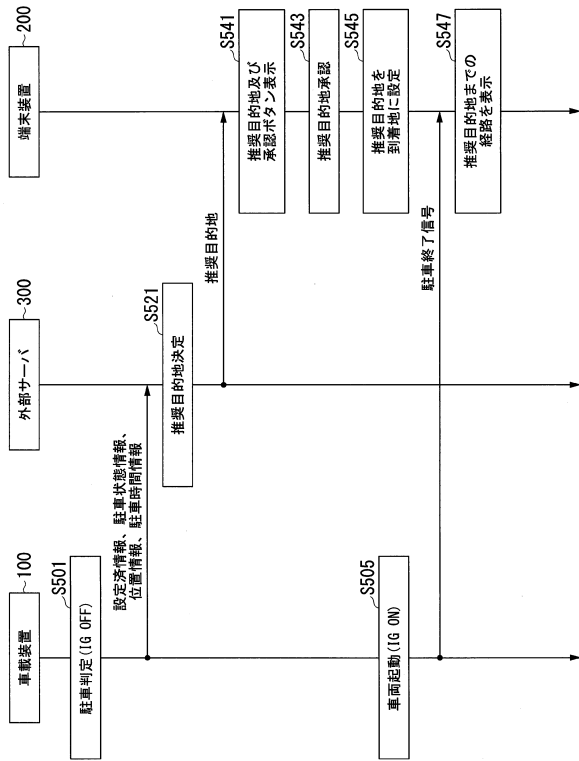 車載装置
100
外部サーバ
300
端末装置
200
S501
駐車判定(IG OFF)
設定済情報、駐車状態情報、
位置情報、駐車時間情報
S521
推奨目的地決定
推奨目的地
S541
推奨目的地及び
承認ボタン表示
S543
推奨目的地承認
S545
推奨目的地を
到着地に設定
S505
車両起動(IG ON)
駐車終了信号
S547
推奨目的地までの
経路を表示